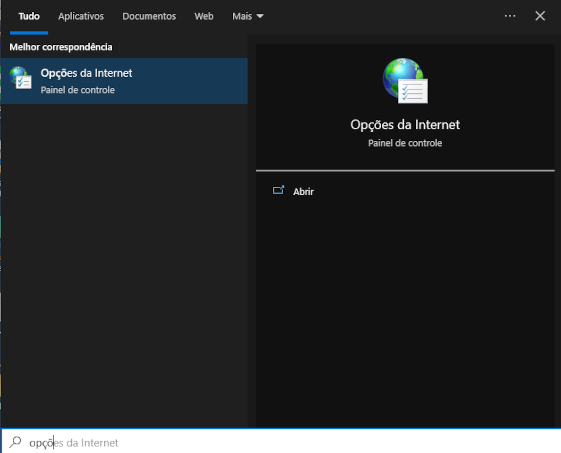 Tudo Aplicativos Documentos Web Mais
Melhor correspondência
Opções da Internet
Painel de controle
Opções da Internet
Painel de controle
Abrir
opções da Internet